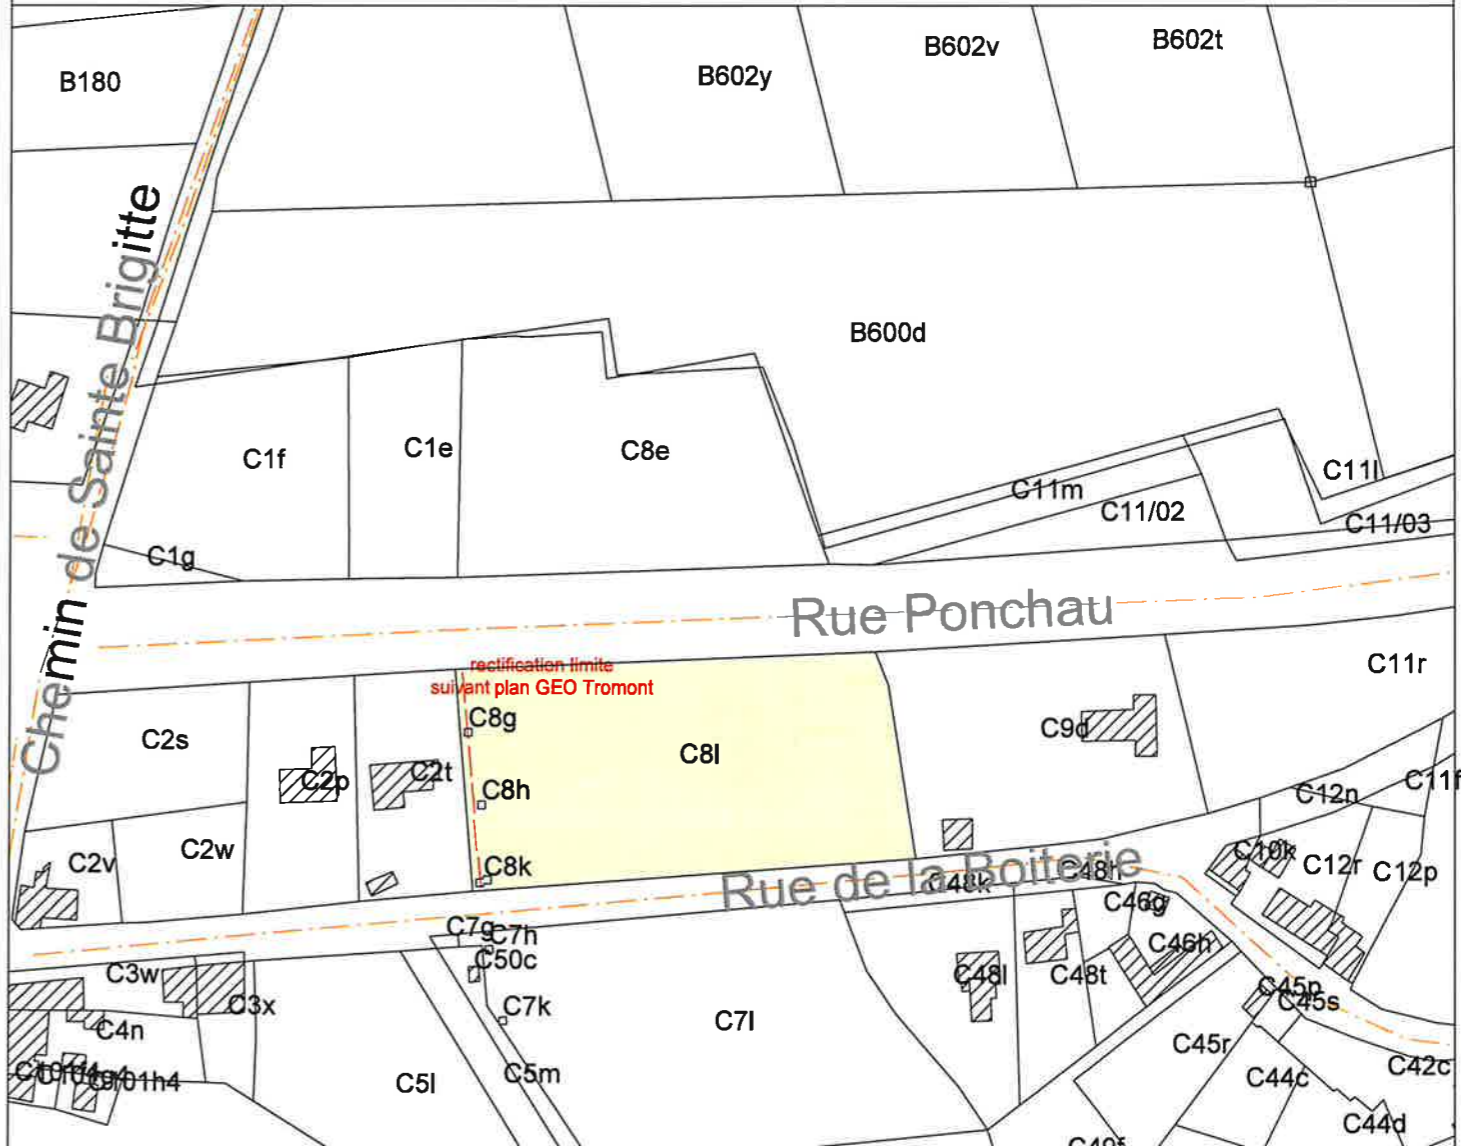 B180
B602y
B602v
B602t
Chemin de Sainte Brigitte
B600d
C1f
C1e
C8e
C11l
C11m
C11/02
C11/03
C1g
Rue Ponchau
rectification limite
suivant plan GEO Tromont
C11r
C8g
C2s
C8l
C9d
C2p
C2t
C8h
C12n
C11f
C2v
C2w
C8k
C10k
C12r
C12p
Rue de la Boiterie
C48k
C48h
C46g
C7g
C7h
C46h
C50c
C3w
C48l
C48t
C45p
C45s
C3x
C7k
C7l
C4n
C45r
C42c
C5l
C5m
C44c
C44d